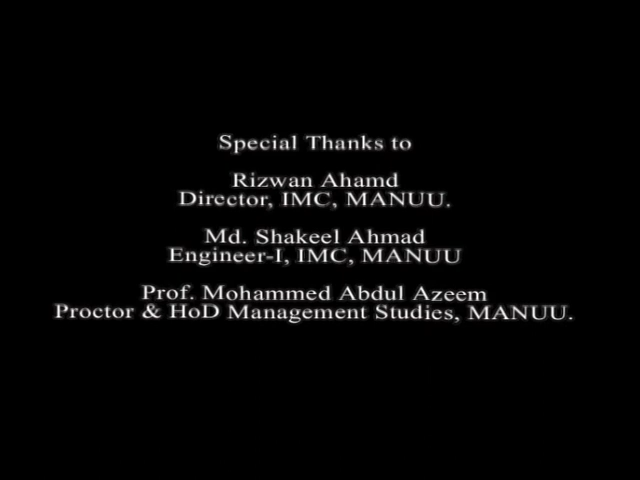 Special Thanks to
Rizwan Ahamd
Director, IMC, MANUU.
Md. Shakeel Ahmad
Engineer-I, IMC, MANUU
Prof. Mohammed Abdul Azeem
Proctor & HoD Management Studies, MANUU.